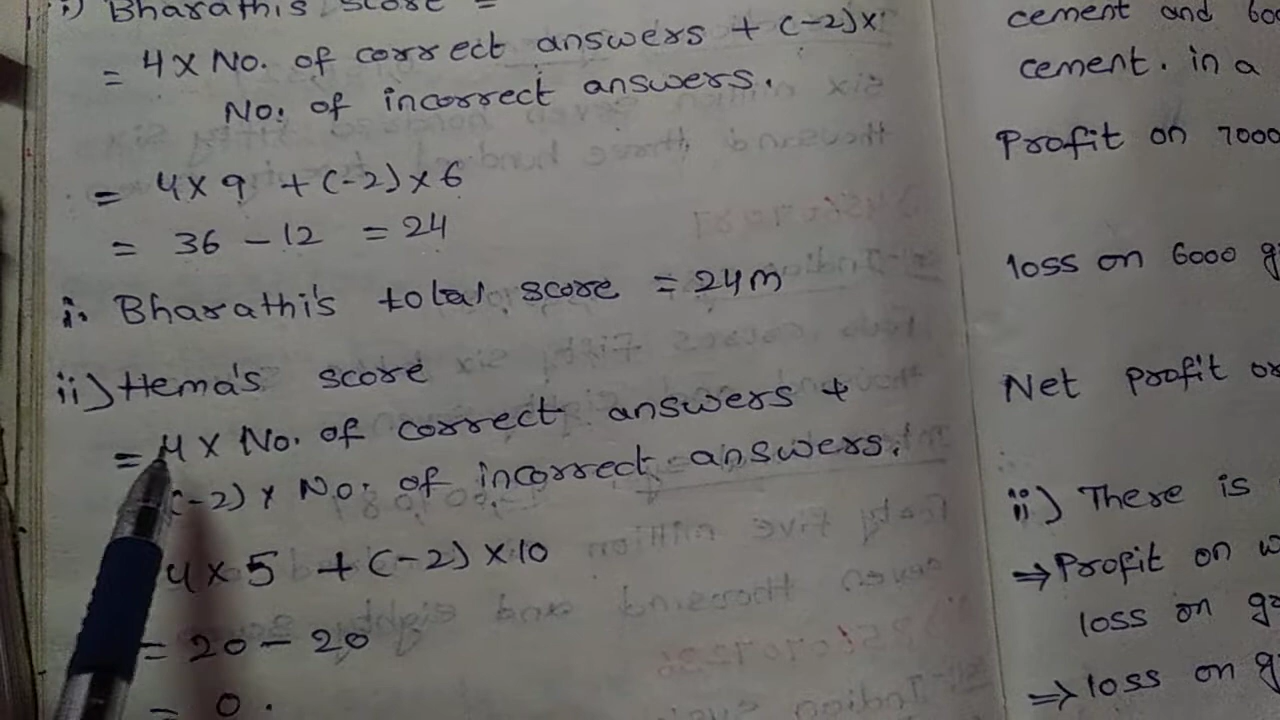 i) Bharathi's score =
= 4 × No. of correct answers + (-2) ×
No. of incorrect answers.
= 4 × 9 + (-2) × 6
= 36 - 12 = 24
i. Bharathi's total score = 24m
ii) Hema's score
= 4 × No. of correct answers +
(-2) × No. of incorrect answers.
4 × 5 + (-2) × 10
= 20 - 20
= 0.
cement and 600
cement. in a
Profit on 7000
loss on 6000 g
Net profit or
ii) There is
⇒ Profit on w
loss on g
⇒ loss on g